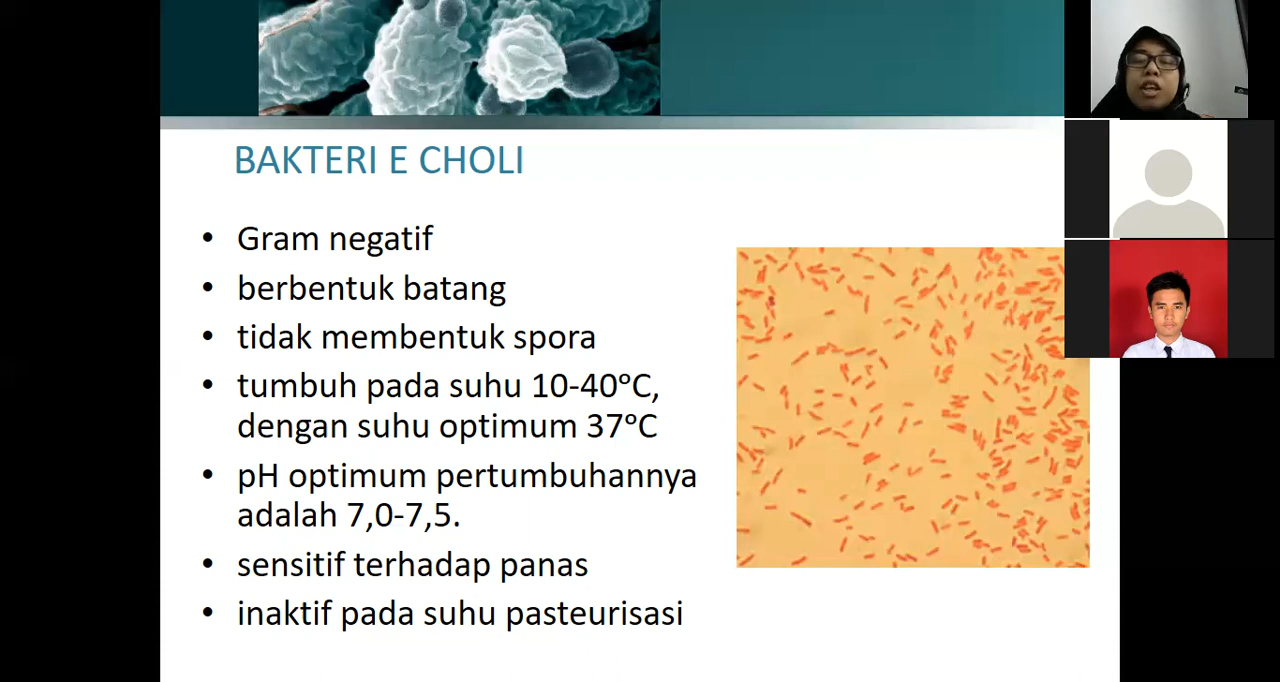 BAKTERI E CHOLI
• Gram negatif
• berbentuk batang
• tidak membentuk spora
• tumbuh pada suhu 10-40°C,
dengan suhu optimum 37°C
• pH optimum pertumbuhannya
adalah 7,0-7,5.
• sensitif terhadap panas
• inaktif pada suhu pasteurisasi